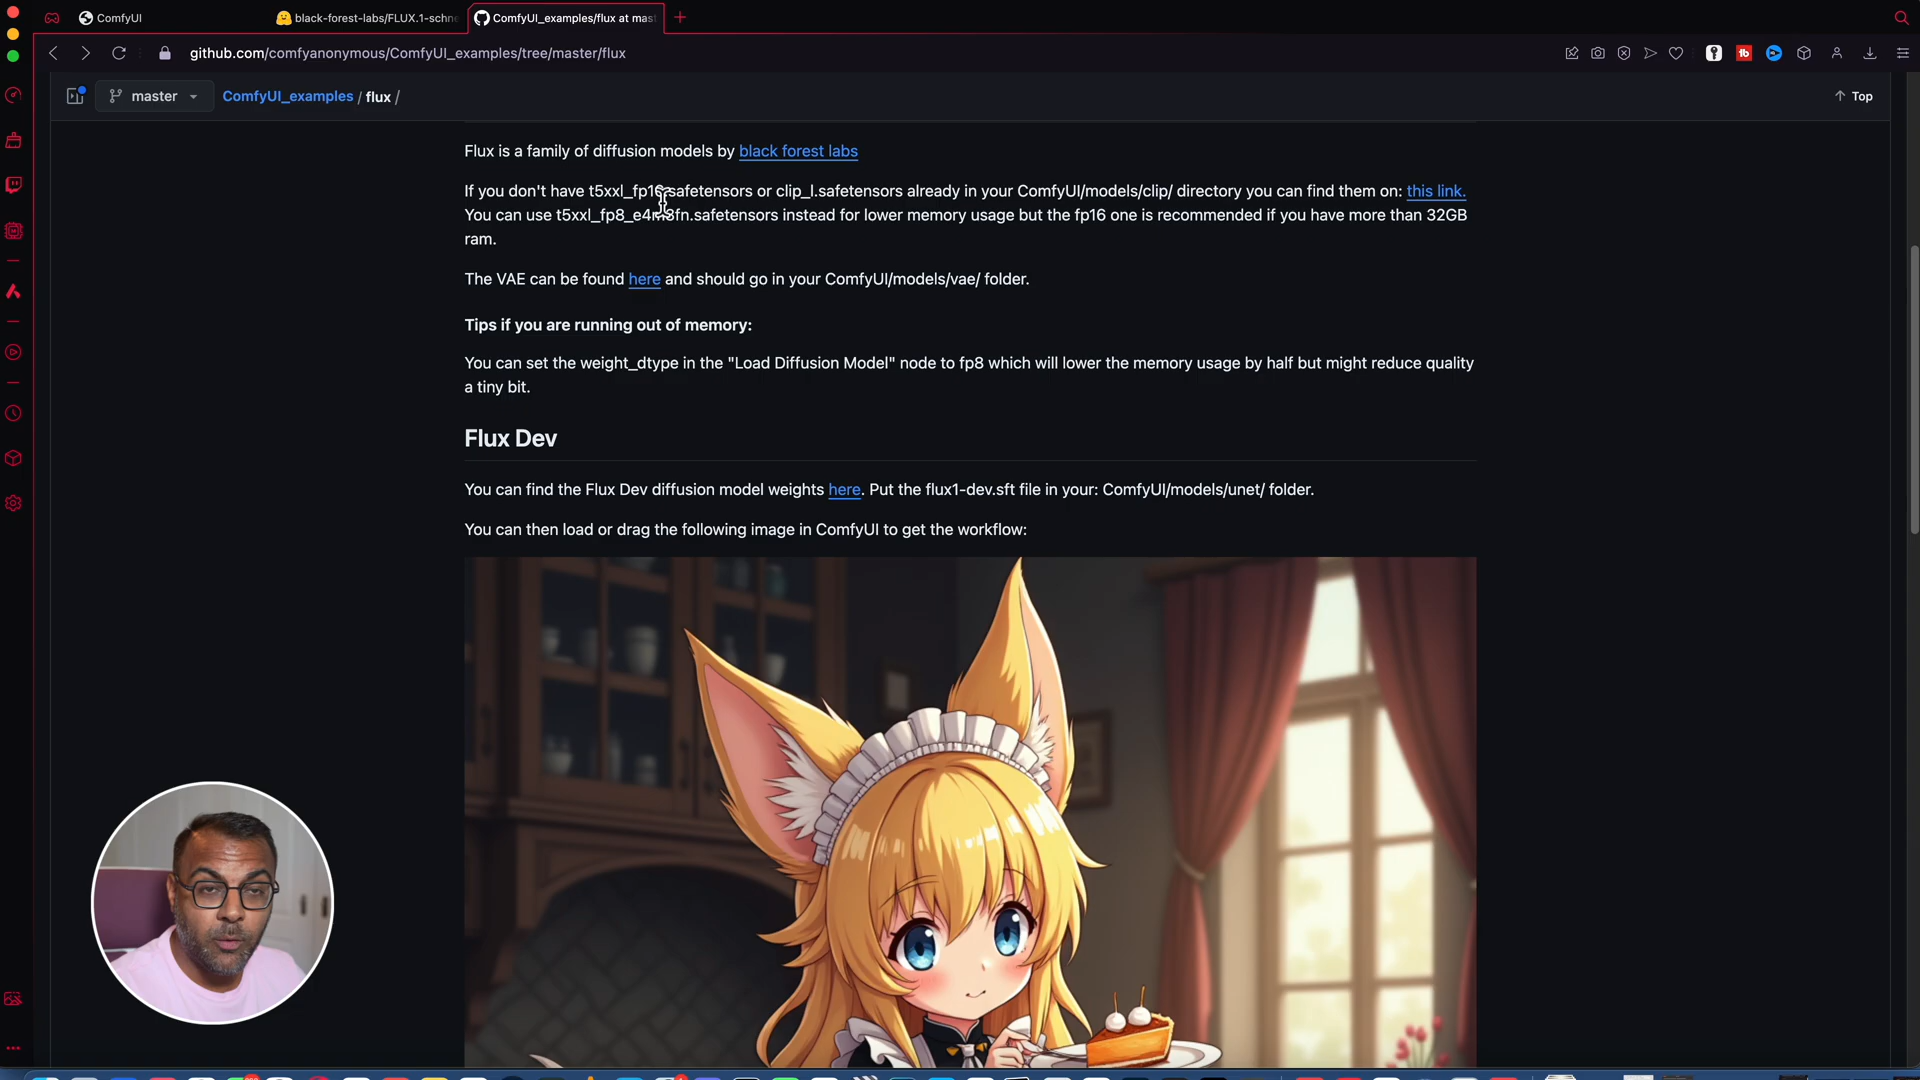 ComfyUI
black-forest-labs/FLUX.1-schne
ComfyUI_examples/flux at mast
github.com/comfyanonymous/ComfyUI_examples/tree/master/flux
master
ComfyUI_examples / flux /
Top
Flux is a family of diffusion models by black forest labs
If you don't have t5xxl_fp16.safetensors or clip_l.safetensors already in your ComfyUI/models/clip/ directory you can find them on: this link.
You can use t5xxl_fp8_e4m3fn.safetensors instead for lower memory usage but the fp16 one is recommended if you have more than 32GB
ram.
The VAE can be found here and should go in your ComfyUI/models/vae/ folder.
Tips if you are running out of memory:
You can set the weight_dtype in the "Load Diffusion Model" node to fp8 which will lower the memory usage by half but might reduce quality
a tiny bit.
Flux Dev
You can find the Flux Dev diffusion model weights here. Put the flux1-dev.sft file in your: ComfyUI/models/unet/ folder.
You can then load or drag the following image in ComfyUI to get the workflow: